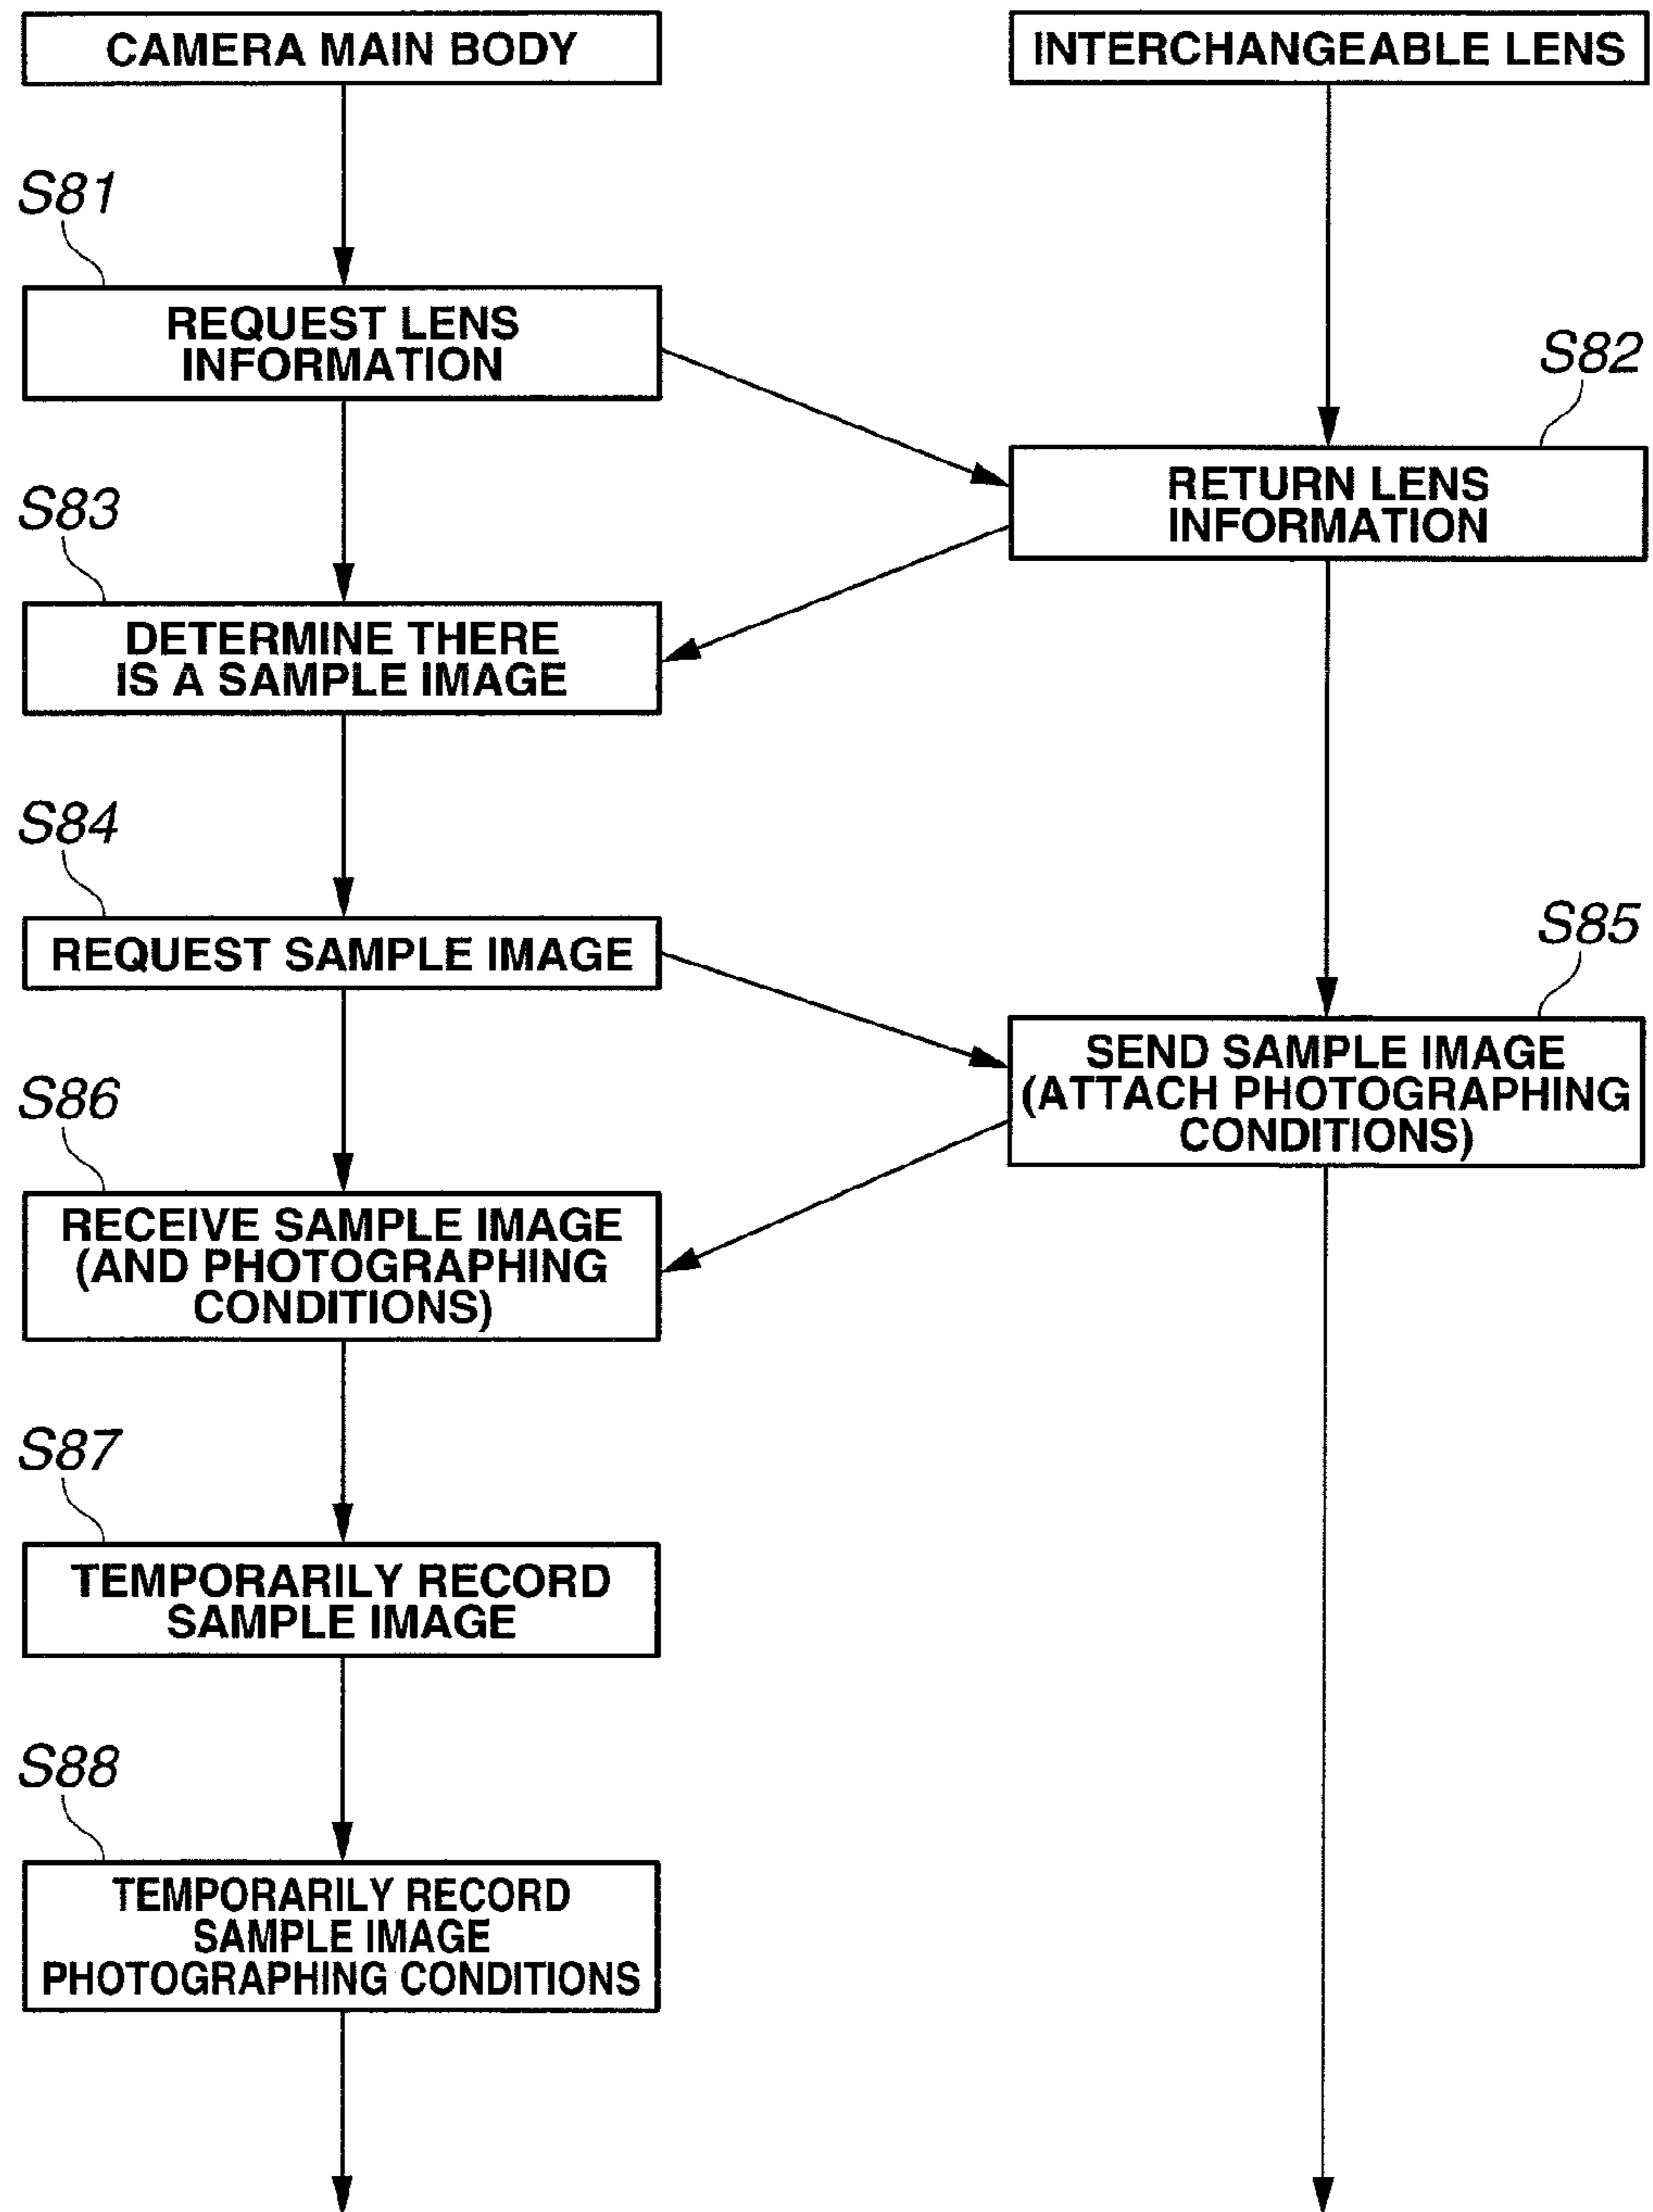 CAMERA MAIN BODY
INTERCHANGEABLE LENS
S81
REQUEST LENS
INFORMATION
S82
RETURN LENS
INFORMATION
S83
DETERMINE THERE
IS A SAMPLE IMAGE
S84
REQUEST SAMPLE IMAGE
S85
SEND SAMPLE IMAGE
(ATTACH PHOTOGRAPHING
CONDITIONS)
S86
RECEIVE SAMPLE IMAGE
(AND PHOTOGRAPHING
CONDITIONS)
S87
TEMPORARILY RECORD
SAMPLE IMAGE
S88
TEMPORARILY RECORD
SAMPLE IMAGE
PHOTOGRAPHING CONDITIONS